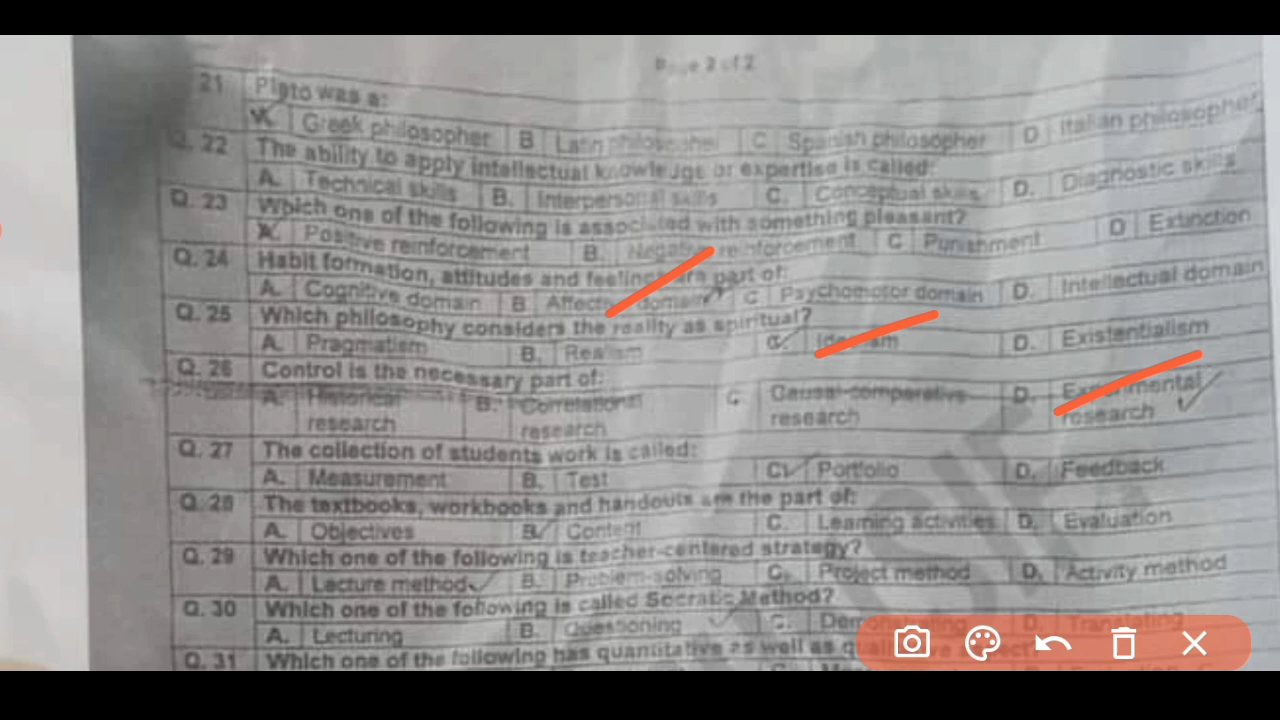 Page 2 of 2
21 Plato was a:
A Greek philosopher B Latin philosopher C Spanish philosopher D Italian philosopher
Q. 22 The ability to apply intellectual knowledge or expertise is called:
A. Technical skills B. Interpersonal skills C. Conceptual skills D. Diagnostic skills
Q. 23 Which one of the following is associated with something pleasant?
A. Positive reinforcement B. Negative reinforcement C Punishment D Extinction
Q. 24 Habit formation, attitudes and feelings are part of:
A. Cognitive domain B Affective domain C Psychomotor domain D. Intellectual domain
Q. 25 Which philosophy considers the reality as spiritual?
A. Pragmatism B. Realism C. Idealism D. Existentialism
Q. 26 Control is the necessary part of:
A. Historical research B. Correlational research C Causal-comparative research D. Experimental research
Q. 27 The collection of students work is called:
A. Measurement B. Test C. Portfolio D. Feedback
Q. 28 The textbooks, workbooks and handouts are the part of:
A. Objectives B. Content C. Learning activities D. Evaluation
Q. 29 Which one of the following is teacher-centered strategy?
A. Lecture method B. Problem-solving C. Project method D. Activity method
Q. 30 Which one of the following is called Socratic Method?
A. Lecturing B. Questioning C. D.
Q. 31 Which one of the following has quantitative as well as